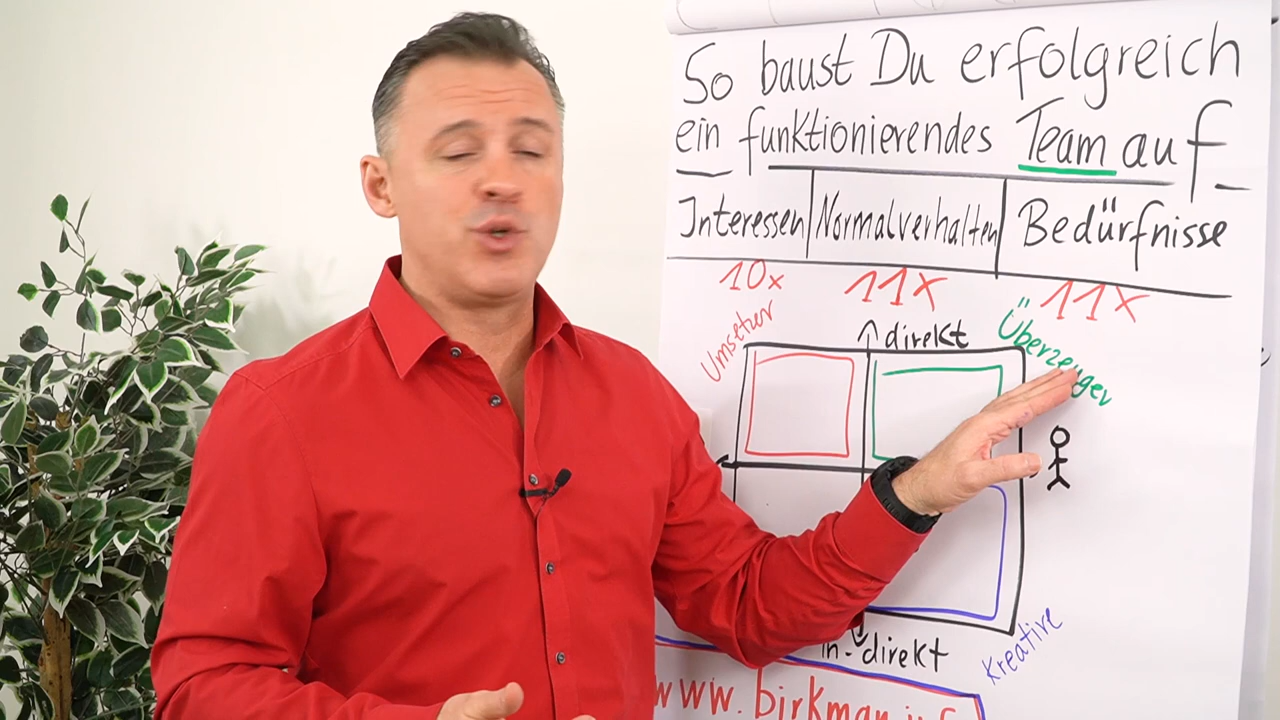 So baust Du erfolgreich
ein funktionierendes Team auf
Interessen Normalverhalten Bedürfnisse
10x 11x 11x
Umsetzer direkt Überzeuger
in-direkt Kreative
www.birkman.inf